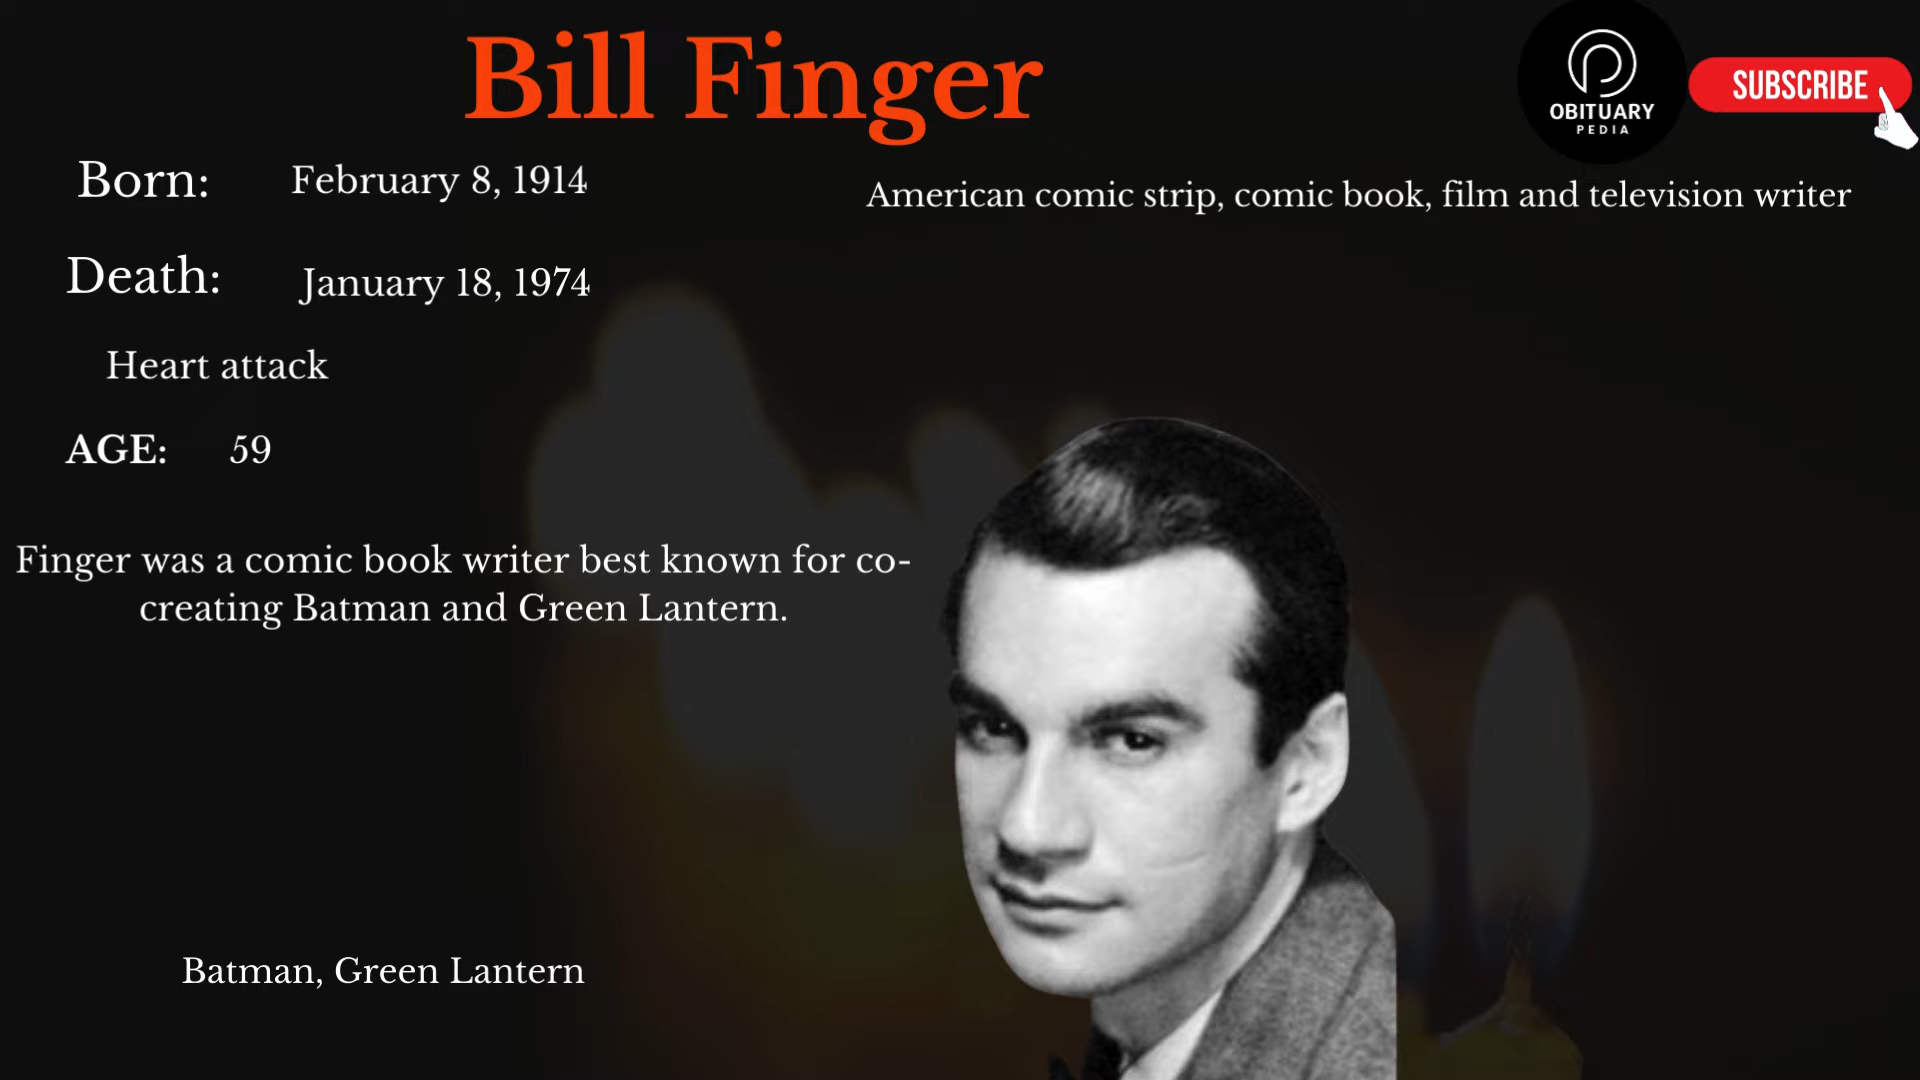 Bill Finger
OBITUARY
PEDIA
SUBSCRIBE
Born: February 8, 1914
American comic strip, comic book, film and television writer
Death: January 18, 1974
Heart attack
AGE: 59
Finger was a comic book writer best known for co-
creating Batman and Green Lantern.
Batman, Green Lantern